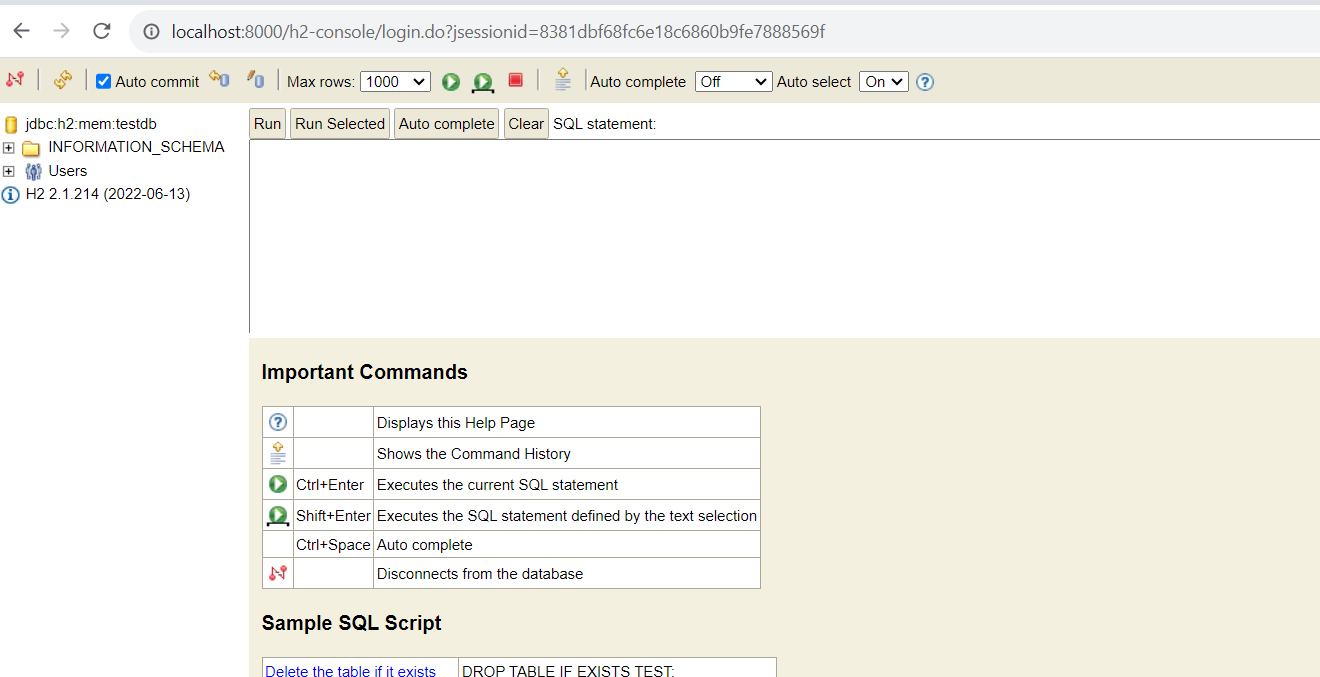 localhost:8000/h2-console/login.do?jsessionid=8381dbf68fc6e18c6860b9fe7888569f
Auto commit Max rows: 1000 Auto complete Off Auto select On
jdbc:h2:mem:testdb
INFORMATION_SCHEMA
Users
H2 2.1.214 (2022-06-13)
Run Run Selected Auto complete Clear SQL statement:
Important Commands
Displays this Help Page
Shows the Command History
Ctrl+Enter Executes the current SQL statement
Shift+Enter Executes the SQL statement defined by the text selection
Ctrl+Space Auto complete
Disconnects from the database
Sample SQL Script
Delete the table if it exists DROP TABLE IF EXISTS TEST;